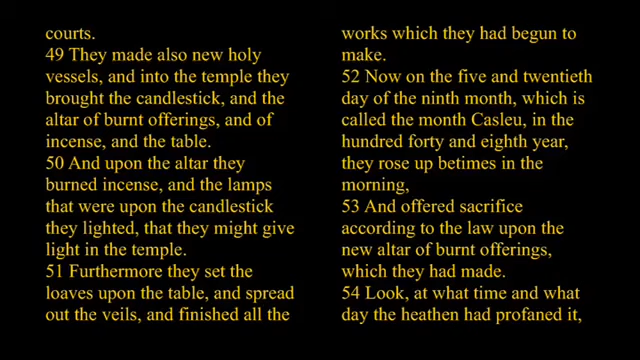 courts.
49 They made also new holy
vessels, and into the temple they
brought the candlestick, and the
altar of burnt offerings, and of
incense, and the table.
50 And upon the altar they
burned incense, and the lamps
that were upon the candlestick
they lighted, that they might give
light in the temple.
51 Furthermore they set the
loaves upon the table, and spread
out the veils, and finished all the
works which they had begun to
make.
52 Now on the five and twentieth
day of the ninth month, which is
called the month Casleu, in the
hundred forty and eighth year,
they rose up betimes in the
morning,
53 And offered sacrifice
according to the law upon the
new altar of burnt offerings,
which they had made.
54 Look, at what time and what
day the heathen had profaned it,